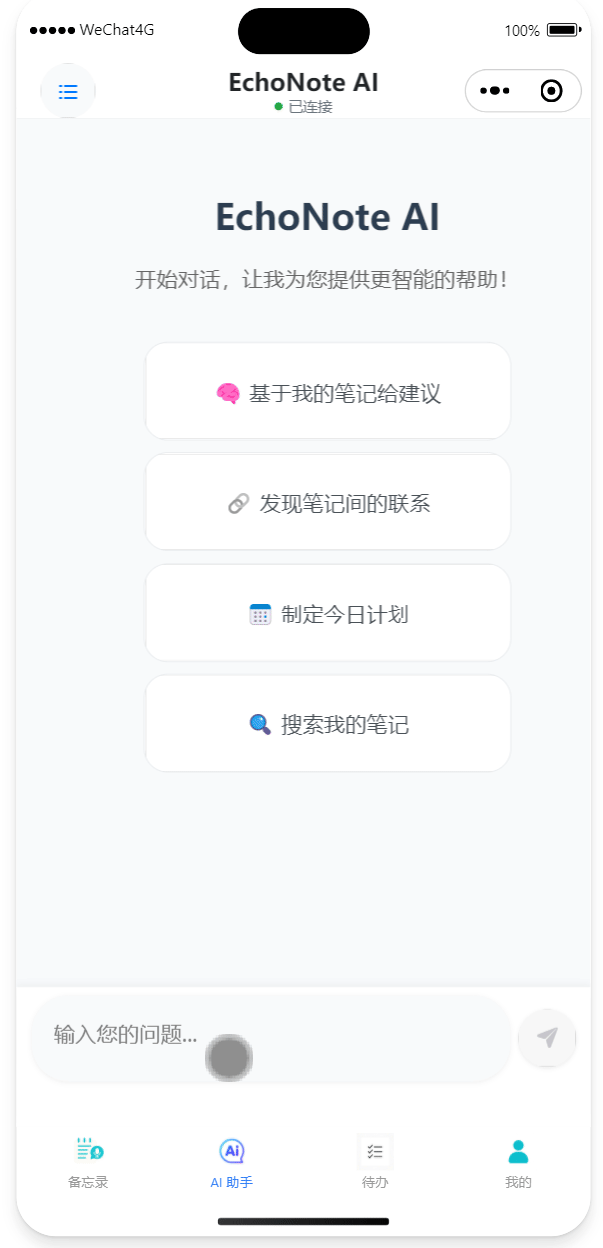 WeChat4G
100%
EchoNote AI
已连接
EchoNote AI
开始对话，让我为您提供更智能的帮助！
基于我的笔记给建议
发现笔记间的联系
制定今日计划
搜索我的笔记
输入您的问题...
Ai
备忘录
AI 助手
待办
我的